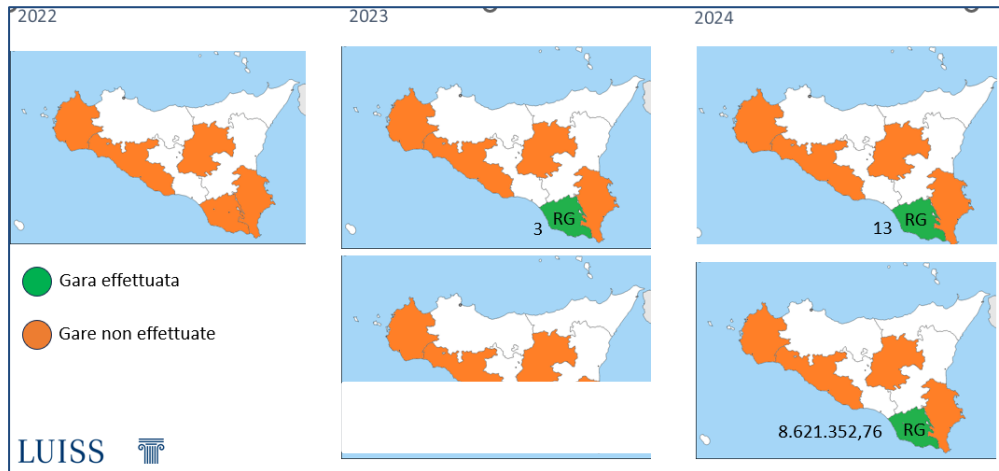 2022
2023
2024
RG
3
RG
13
Gara effettuata
Gare non effettuate
RG
8.621.352,76
LUISS